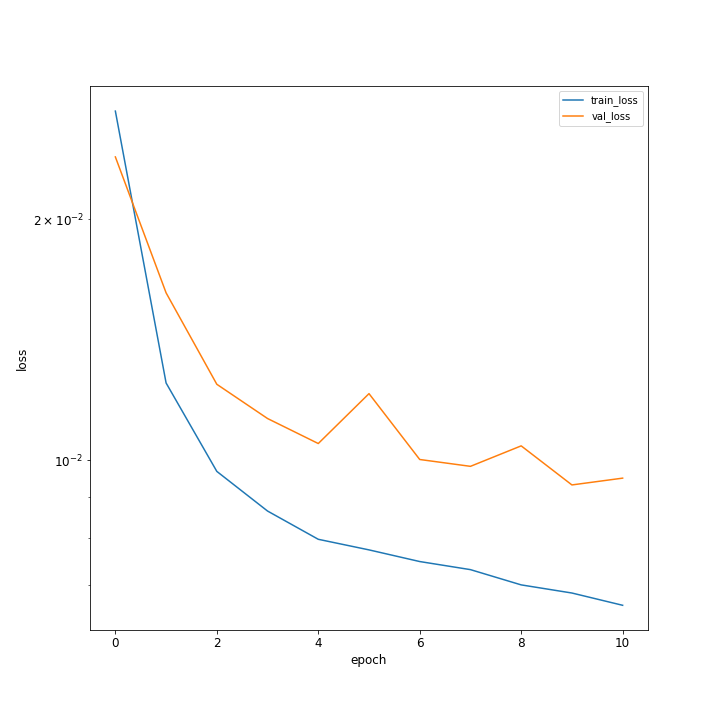 train_loss
val_loss
2 × 10⁻²
10⁻²
loss
0 2 4 6 8 10
epoch